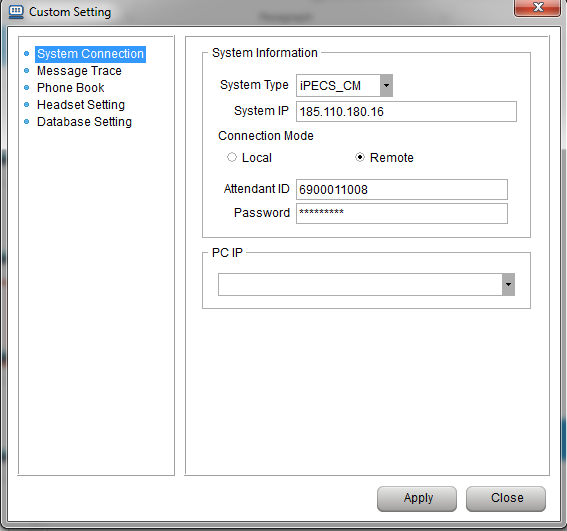 Custom Setting
System Connection
Message Trace
Phone Book
Headset Setting
Database Setting
System Information
System Type iPECS_CM
System IP 185.110.180.16
Connection Mode
Local Remote
Attendant ID 6900011008
Password *********
PC IP
Apply Close